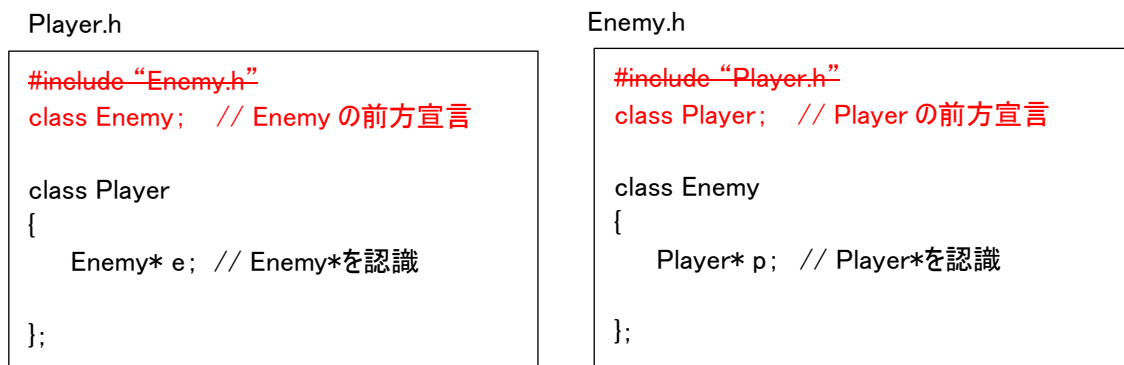 Player.h
#include “Enemy.h”
class Enemy; // Enemy の前方宣言
class Player
{
Enemy* e; // Enemy*を認識
};
Enemy.h
#include “Player.h”
class Player; // Player の前方宣言
class Enemy
{
Player* p; // Player*を認識
};